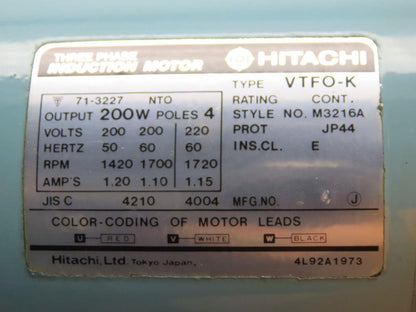 THREE PHASE
INDUCTION MOTOR
HITACHI
71-3227 NTO
OUTPUT 200W POLES 4
VOLTS 200 200 220
HERTZ 50 60 60
RPM 1420 1700 1720
AMP'S 1.20 1.10 1.15
JIS C 4210 4004
TYPE VTFO-K
RATING CONT.
STYLE NO. M3216A
PROT JP44
INS.CL. E
MFG.NO. J
COLOR-CODING OF MOTOR LEADS
U RED V WHITE W BLACK
Hitachi, Ltd. Tokyo Japan.
4L92A1973